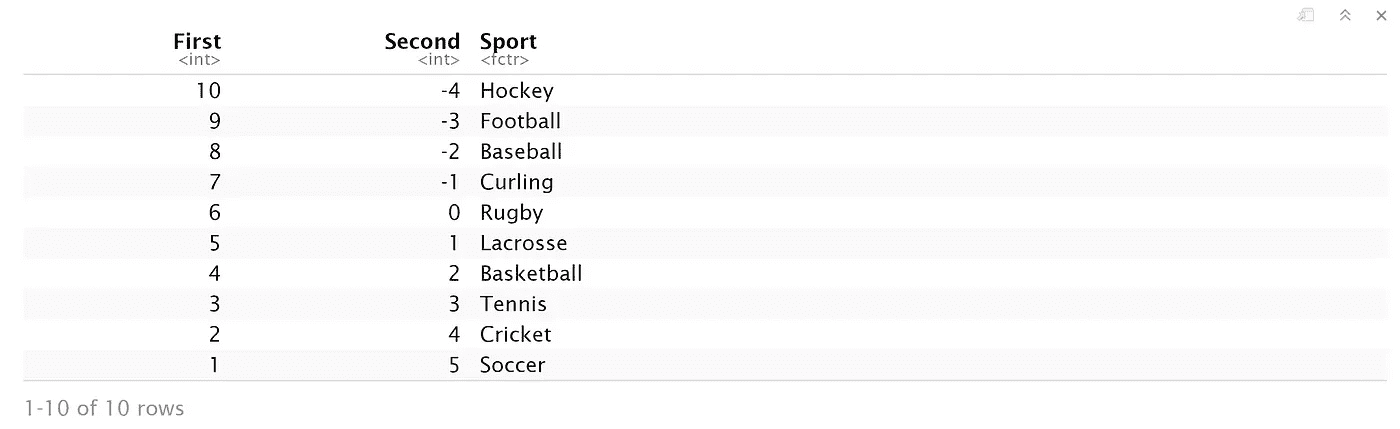 First Second Sport
<int> <int> <fctr>
10 -4 Hockey
9 -3 Football
8 -2 Baseball
7 -1 Curling
6 0 Rugby
5 1 Lacrosse
4 2 Basketball
3 3 Tennis
2 4 Cricket
1 5 Soccer
1-10 of 10 rows